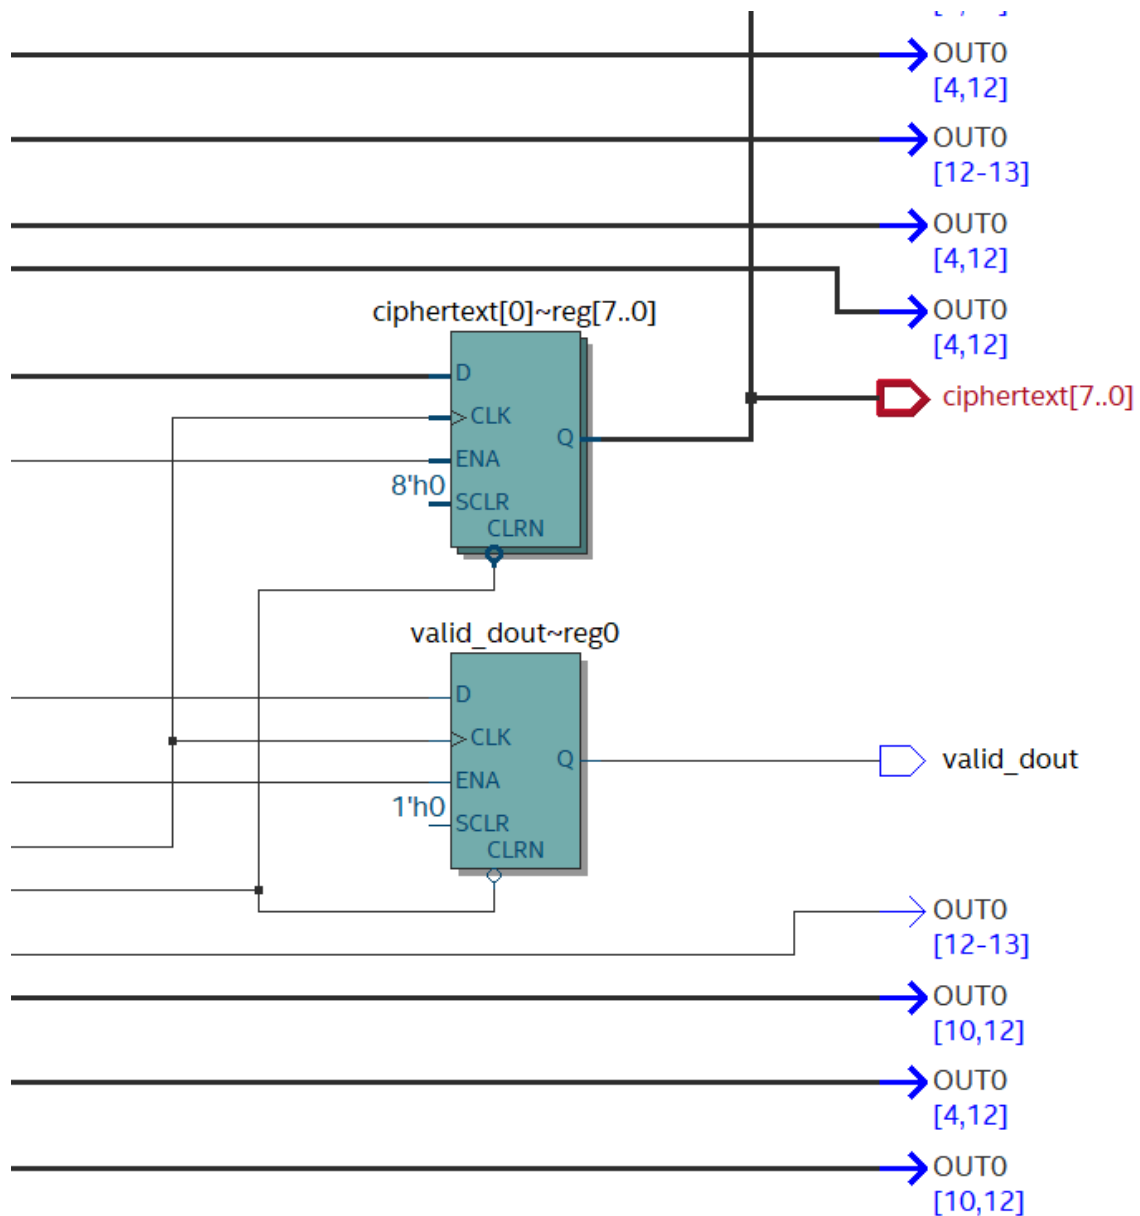 OUT0
[4,12]
OUT0
[12-13]
OUT0
[4,12]
OUT0
[4,12]
ciphertext[0]~reg[7..0]
D
CLK
ENA
8'h0
SCLR
CLRN
Q
ciphertext[7..0]
valid_dout~reg0
D
CLK
ENA
1'h0
SCLR
CLRN
Q
valid_dout
OUT0
[12-13]
OUT0
[10,12]
OUT0
[4,12]
OUT0
[10,12]